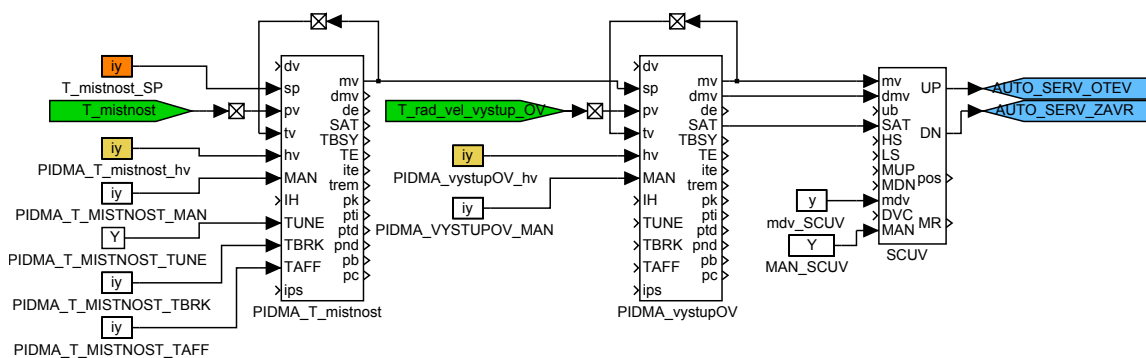 iy
T_mistnost_SP
T_mistnost
iy
PIDMA_T_mistnost_hv
iy
PIDMA_T_MISTNOST_MAN
Y
PIDMA_T_MISTNOST_TUNE
iy
PIDMA_T_MISTNOST_TBRK
iy
PIDMA_T_MISTNOST_TAFF
dv
sp
pv
tv
hv
MAN
IH
TUNE
TBRK
TAFF
ips
mv
dmv
de
SAT
TBSY
TE
ite
trem
pk
pti
ptd
pnd
pb
pc
PIDMA_T_mistnost
T_rad_vel_vystup_OV
iy
PIDMA_vystupOV_hv
iy
PIDMA_VYSTUPOV_MAN
dv
sp
pv
tv
hv
MAN
IH
TUNE
TBRK
TAFF
ips
mv
dmv
de
SAT
TBSY
TE
ite
trem
pk
pti
ptd
pnd
pb
pc
PIDMA_vystupOV
y
mdv_SCUV
Y
MAN_SCUV
mv
dmv
ub
SAT
HS
LS
MUP
MDN
mdv
DVC
MAN
UP
DN
pos
MR
SCUV
AUTO_SERV_OTEV
AUTO_SERV_ZAVR